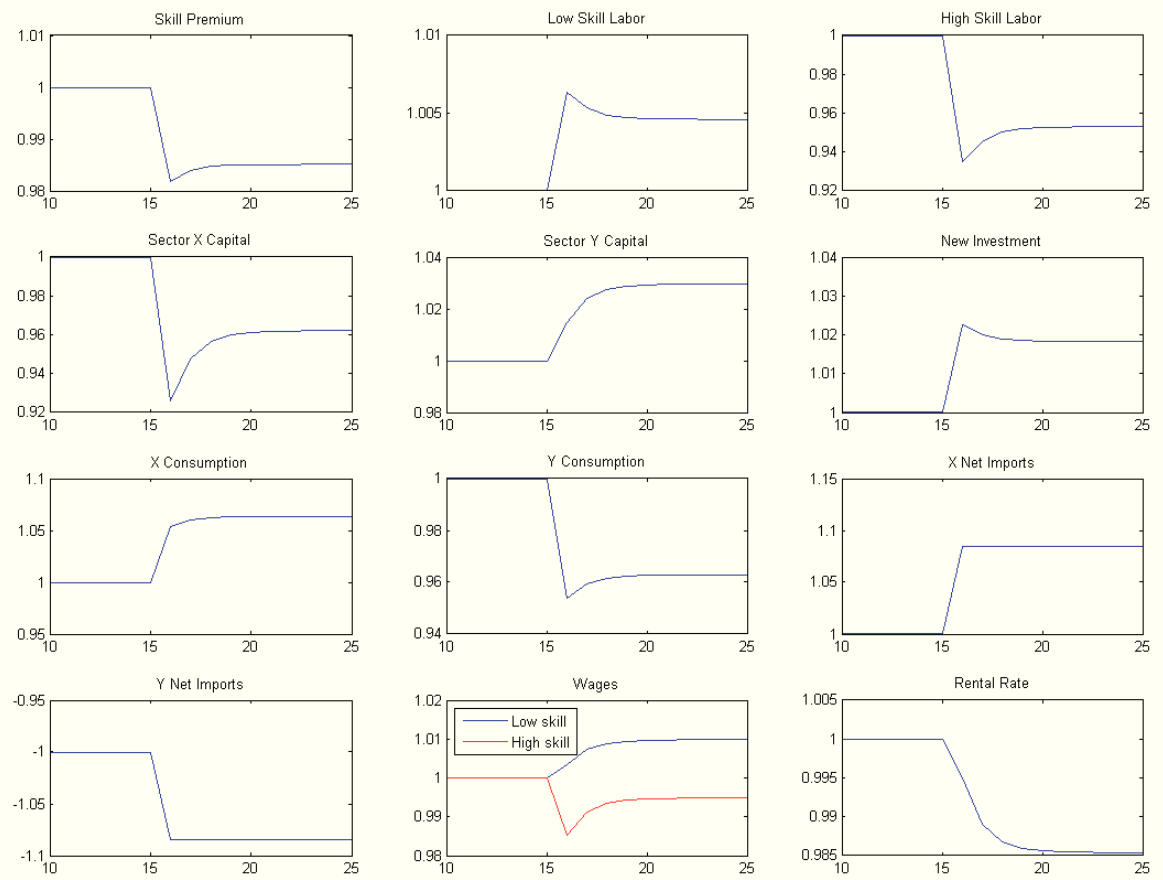 Skill Premium
1.01
1
0.99
0.98
10 15 20 25
Low Skill Labor
1.01
1.005
1
10 15 20 25
High Skill Labor
1
0.98
0.96
0.94
0.92
10 15 20 25
Sector X Capital
1
0.98
0.96
0.94
0.92
10 15 20 25
Sector Y Capital
1.04
1.02
1
0.98
10 15 20 25
New Investment
1.04
1.03
1.02
1.01
1
10 15 20 25
X Consumption
1.1
1.05
1
0.95
10 15 20 25
Y Consumption
1
0.98
0.96
0.94
10 15 20 25
X Net Imports
1.15
1.1
1.05
1
10 15 20 25
Y Net Imports
-0.95
-1
-1.05
-1.1
10 15 20 25
Wages
1.02
1.01
1
0.99
0.98
Low skill
High skill
10 15 20 25
Rental Rate
1.005
1
0.995
0.99
0.985
10 15 20 25